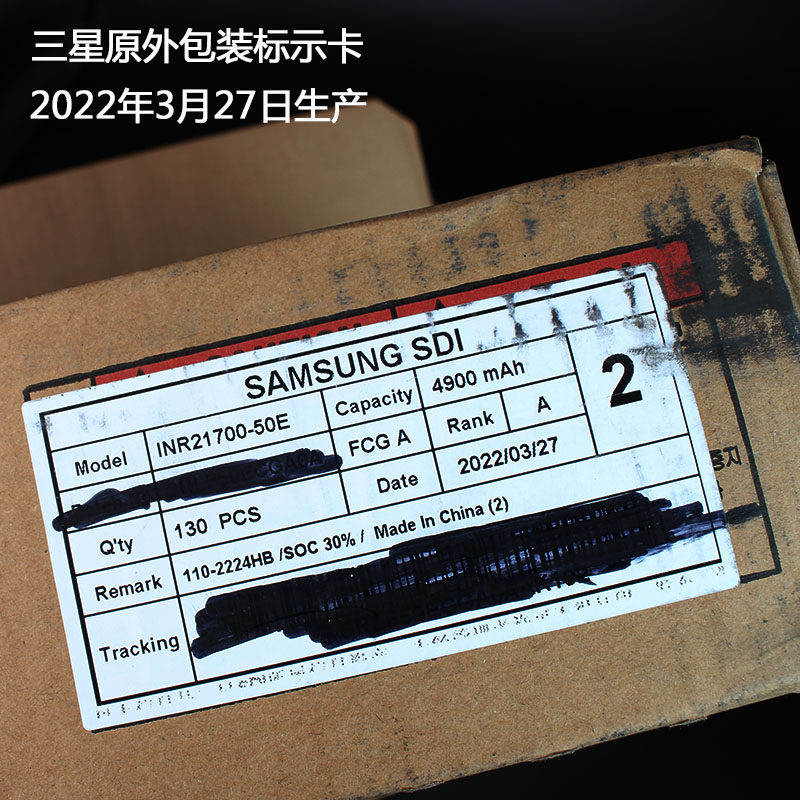 三星原外包装标示卡
2022年3月27日生产
SAMSUNG SDI
Model INR21700-50E Capacity 4900 mAh 2
FCG A Rank A
Q'ty 130 PCS Date 2022/03/27
Remark 110-2224HB /SOC 30% / Made In China (2)
Tracking